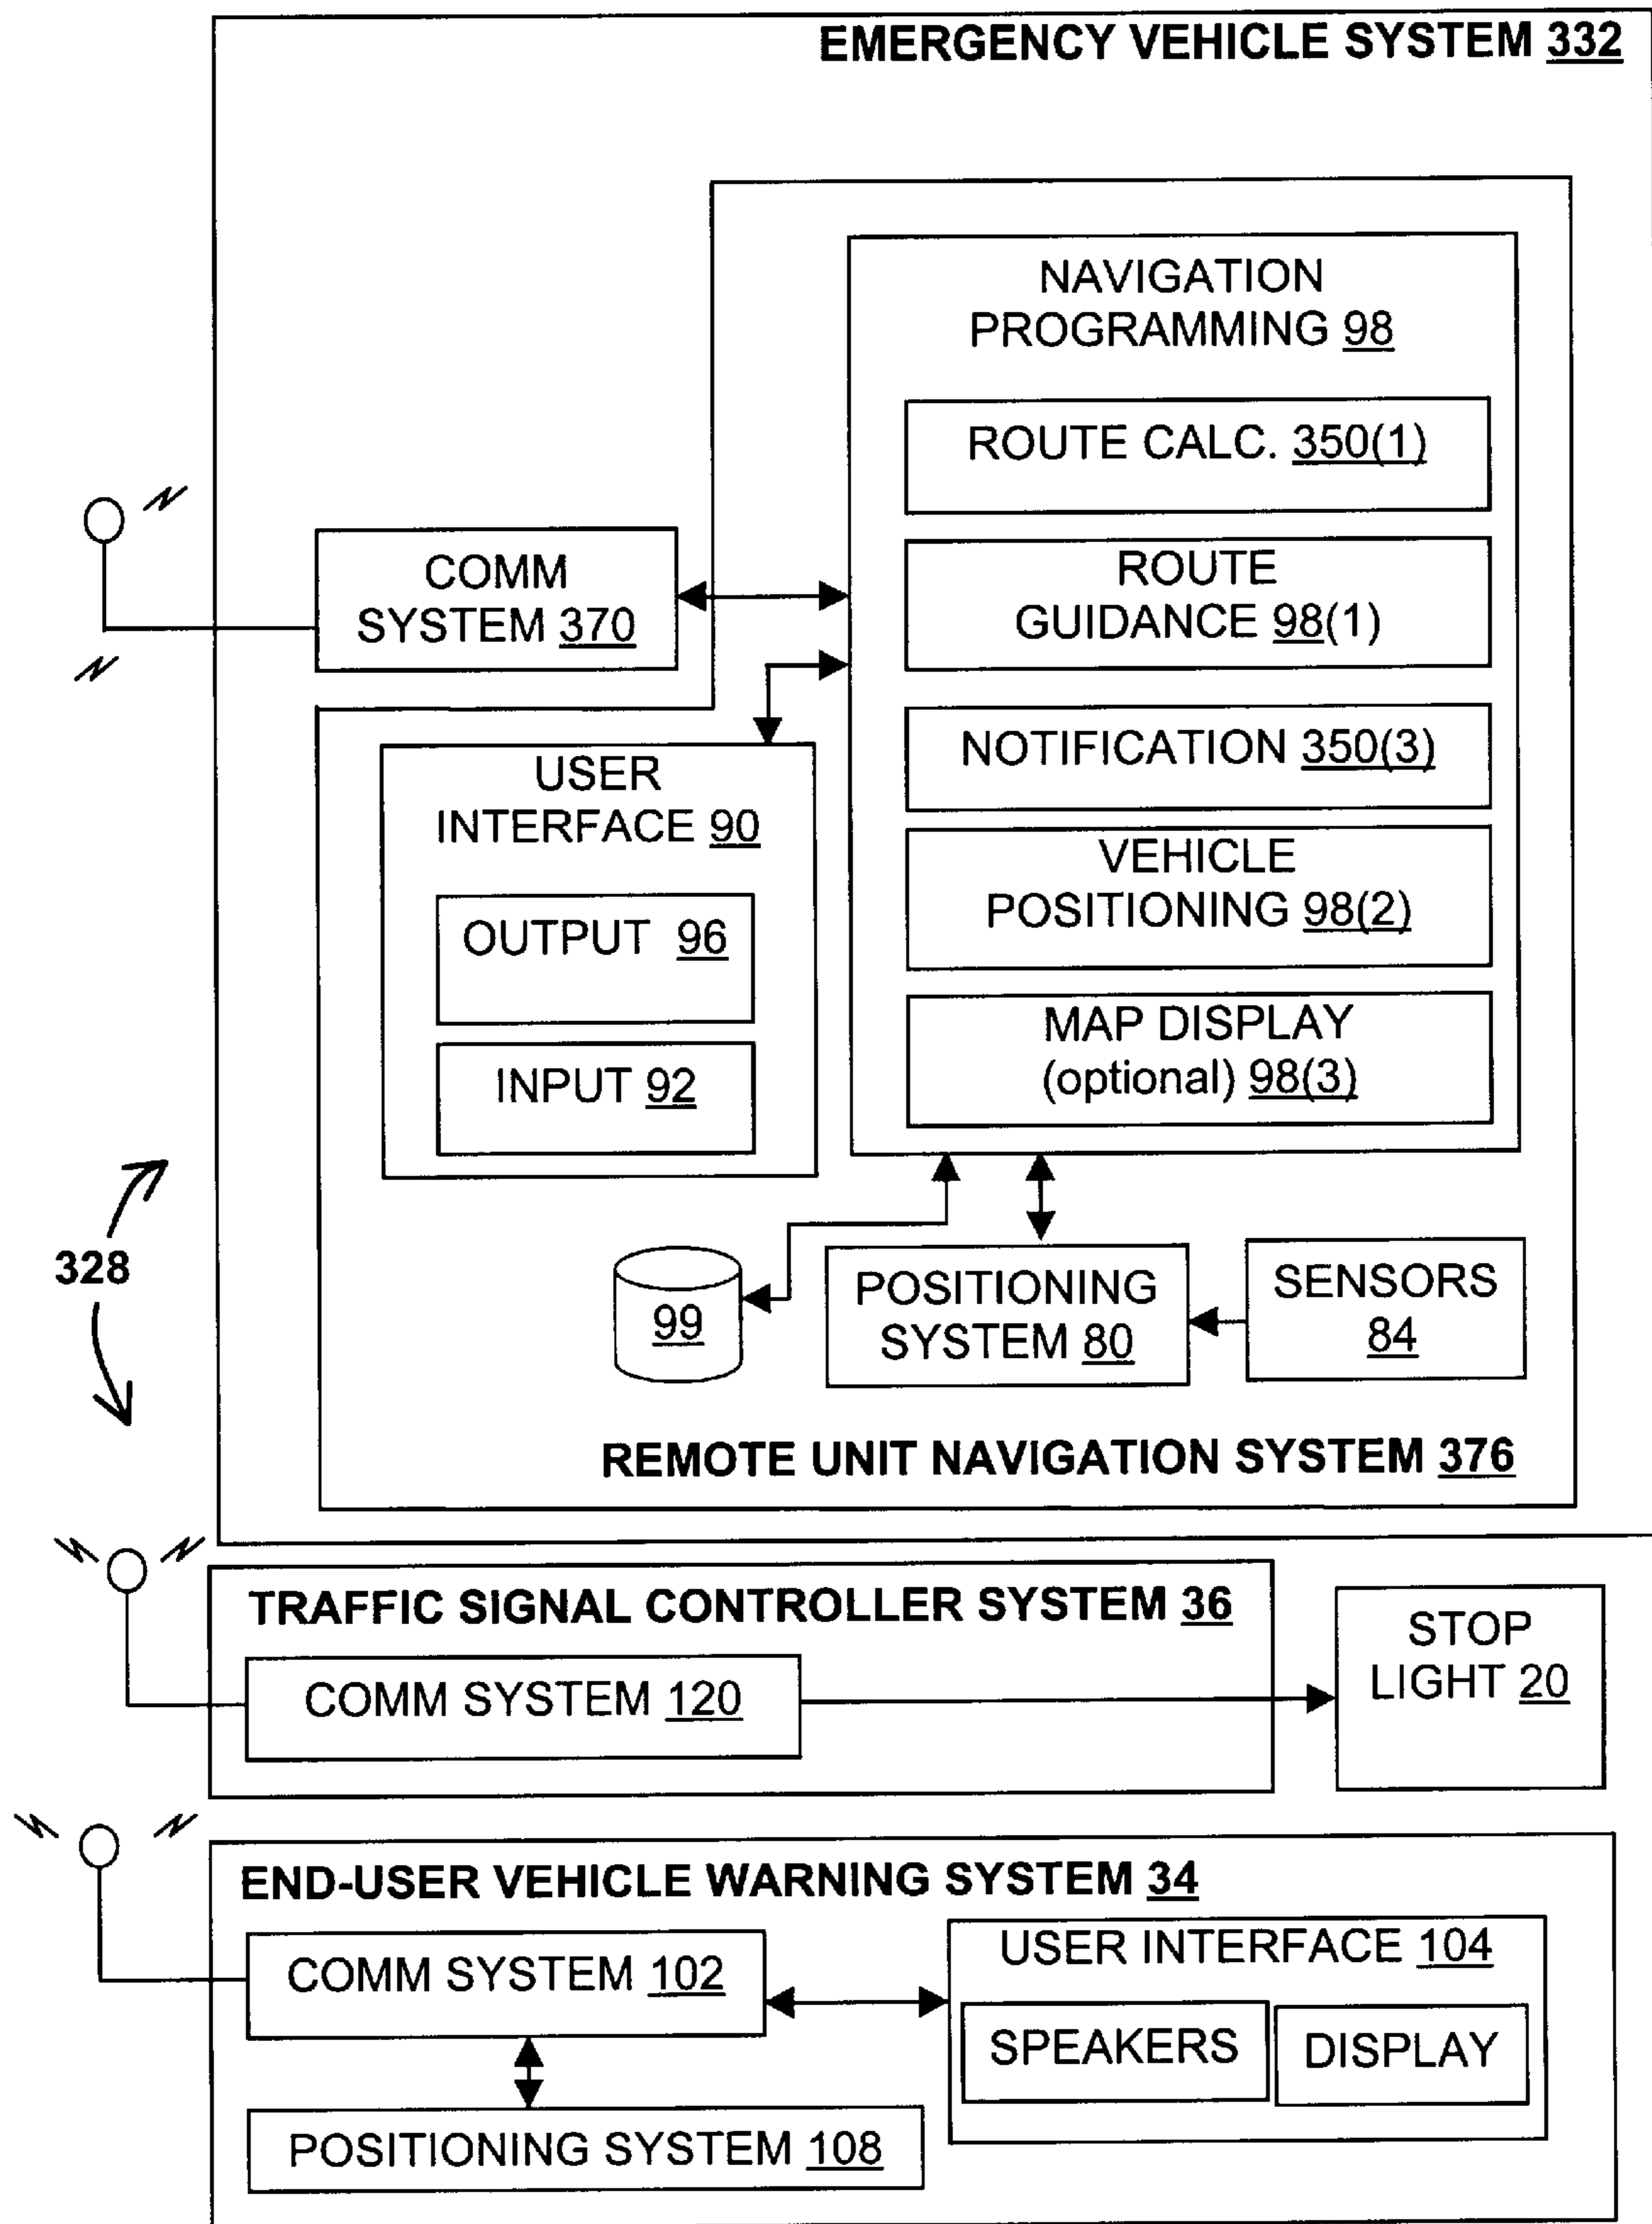 EMERGENCY VEHICLE SYSTEM 332
NAVIGATION
PROGRAMMING 98
ROUTE CALC. 350(1)
COMM
SYSTEM 370
ROUTE
GUIDANCE 98(1)
NOTIFICATION 350(3)
USER
INTERFACE 90
VEHICLE
POSITIONING 98(2)
OUTPUT 96
MAP DISPLAY
(optional) 98(3)
INPUT 92
328
99
POSITIONING
SYSTEM 80
SENSORS
84
REMOTE UNIT NAVIGATION SYSTEM 376
TRAFFIC SIGNAL CONTROLLER SYSTEM 36
COMM SYSTEM 120
STOP
LIGHT 20
END-USER VEHICLE WARNING SYSTEM 34
COMM SYSTEM 102
USER INTERFACE 104
SPEAKERS
DISPLAY
POSITIONING SYSTEM 108